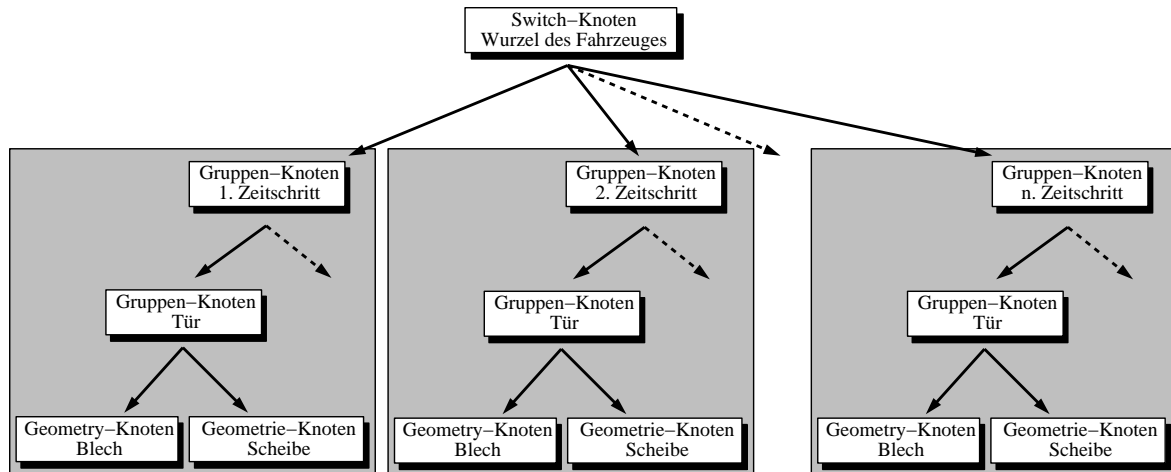 Switch−Knoten
Wurzel des Fahrzeuges
Gruppen−Knoten
1. Zeitschritt
Gruppen−Knoten
2. Zeitschritt
Gruppen−Knoten
n. Zeitschritt
Gruppen−Knoten
Tür
Gruppen−Knoten
Tür
Gruppen−Knoten
Tür
Geometry−Knoten
Blech
Geometrie−Knoten
Scheibe
Geometry−Knoten
Blech
Geometrie−Knoten
Scheibe
Geometry−Knoten
Blech
Geometrie−Knoten
Scheibe